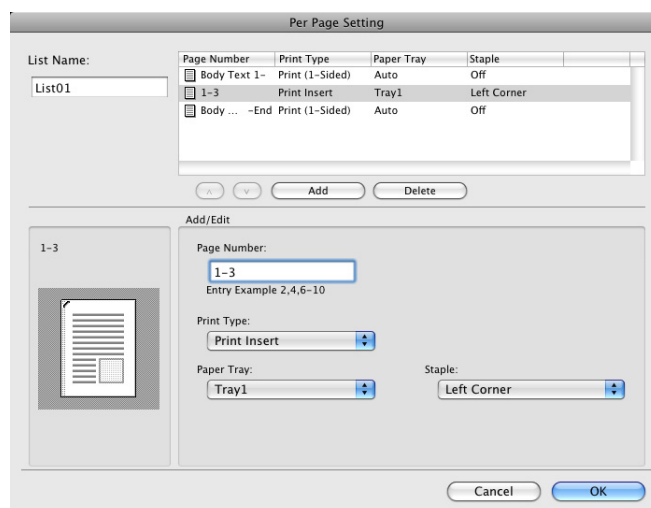 Per Page Setting
List Name:
List01
Page Number Print Type Paper Tray Staple
Body Text 1- Print (1-Sided) Auto Off
1-3 Print Insert Tray1 Left Corner
Body ... -End Print (1-Sided) Auto Off
Add Delete
Add/Edit
1-3
Page Number:
1-3
Entry Example 2,4,6-10
Print Type:
Print Insert
Paper Tray: Staple:
Tray1 Left Corner
Cancel OK